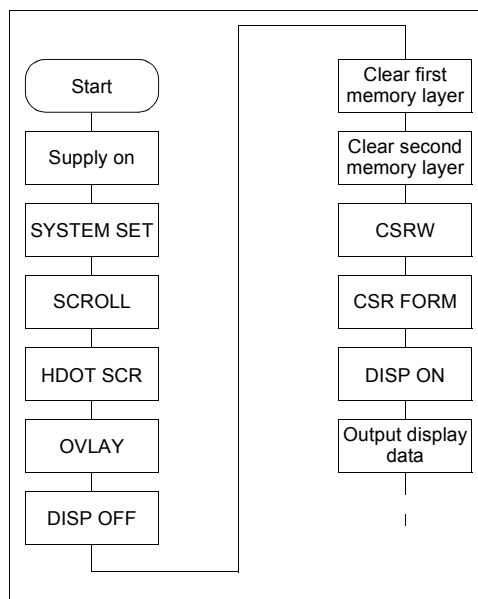 Start
Supply on
SYSTEM SET
SCROLL
HDOT SCR
OVLAY
DISP OFF
Clear first
memory layer
Clear second
memory layer
CSRW
CSR FORM
DISP ON
Output display
data